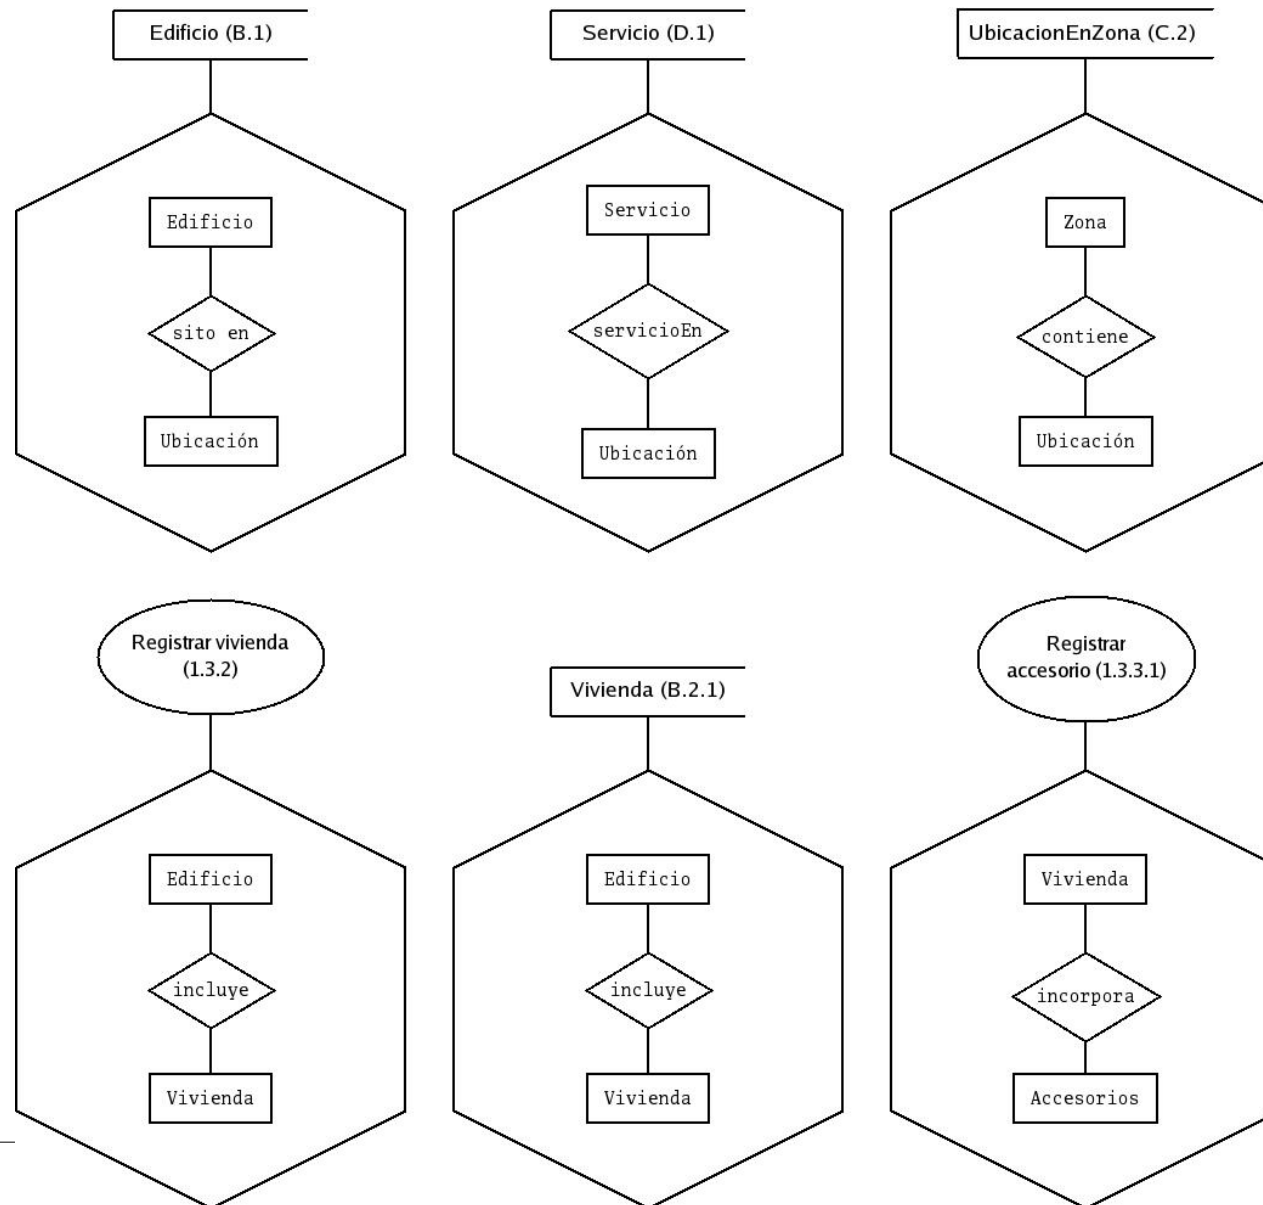 Edificio (B.1)
Servicio (D.1)
UbicacionEnZona (C.2)
Edificio
sito en
Ubicación
Servicio
servicioEn
Ubicación
Zona
contiene
Ubicación
Registrar vivienda
(1.3.2)
Vivienda (B.2.1)
Registrar
accesorio (1.3.3.1)
Edificio
incluye
Vivienda
Edificio
incluye
Vivienda
Vivienda
incorpora
Accesorios